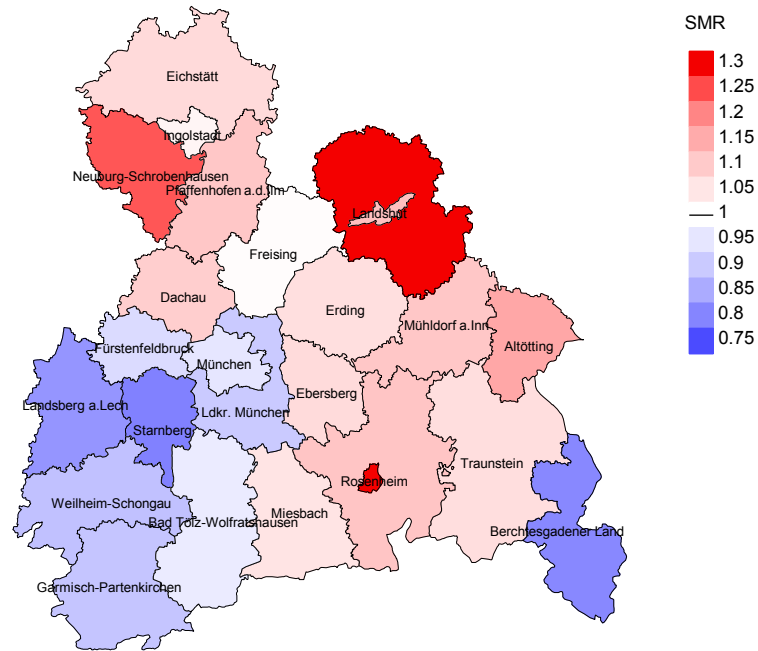 SMR
1.3
1.25
1.2
1.15
1.1
1.05
1
0.95
0.9
0.85
0.8
0.75
Eichstätt
Ingolstadt
Neuburg-Schrobenhausen
Pfaffenhofen a.d.Ilm
Landshut
Freising
Dachau
Erding
Mühldorf a.Inn
Altötting
Fürstenfeldbruck
München
Ebersberg
Landsberg a.Lech
Ldkr. München
Starnberg
Traunstein
Rosenheim
Weilheim-Schongau
Miesbach
Bad Tölz-Wolfratshausen
Berchtesgadener Land
Garmisch-Partenkirchen